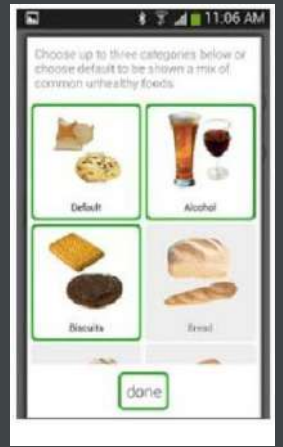 11:06 AM
Choose up to three categories below or
choose default to be shown a mix of
common unhealthy foods
Default
Alcohol
Biscuits
Bread
done